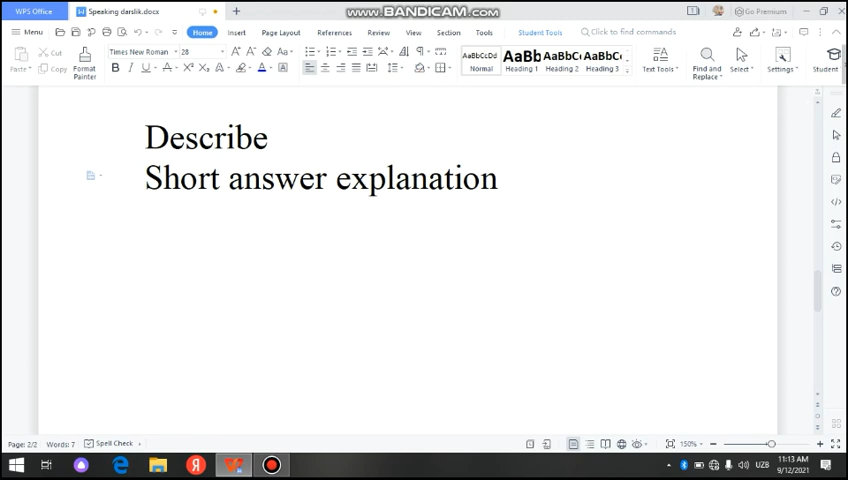 www.BANDICAM.com
WPS Office
Speaking darslik.docx
Go Premium
Menu
Home
Insert
Page Layout
References
Review
View
Section
Tools
Student Tools
Click to find commands
Paste
Cut
Copy
Format Painter
Times New Roman
28
AaBbCcDd
Normal
AaBb
Heading 1
AaBbC
Heading 2
AaBbC
Heading 3
Text Tools
Find and Replace
Select
Settings
Student
Describe
Short answer explanation
Page: 2/2
Words: 7
Spell Check
150%
UZB
11:13 AM
9/12/2021